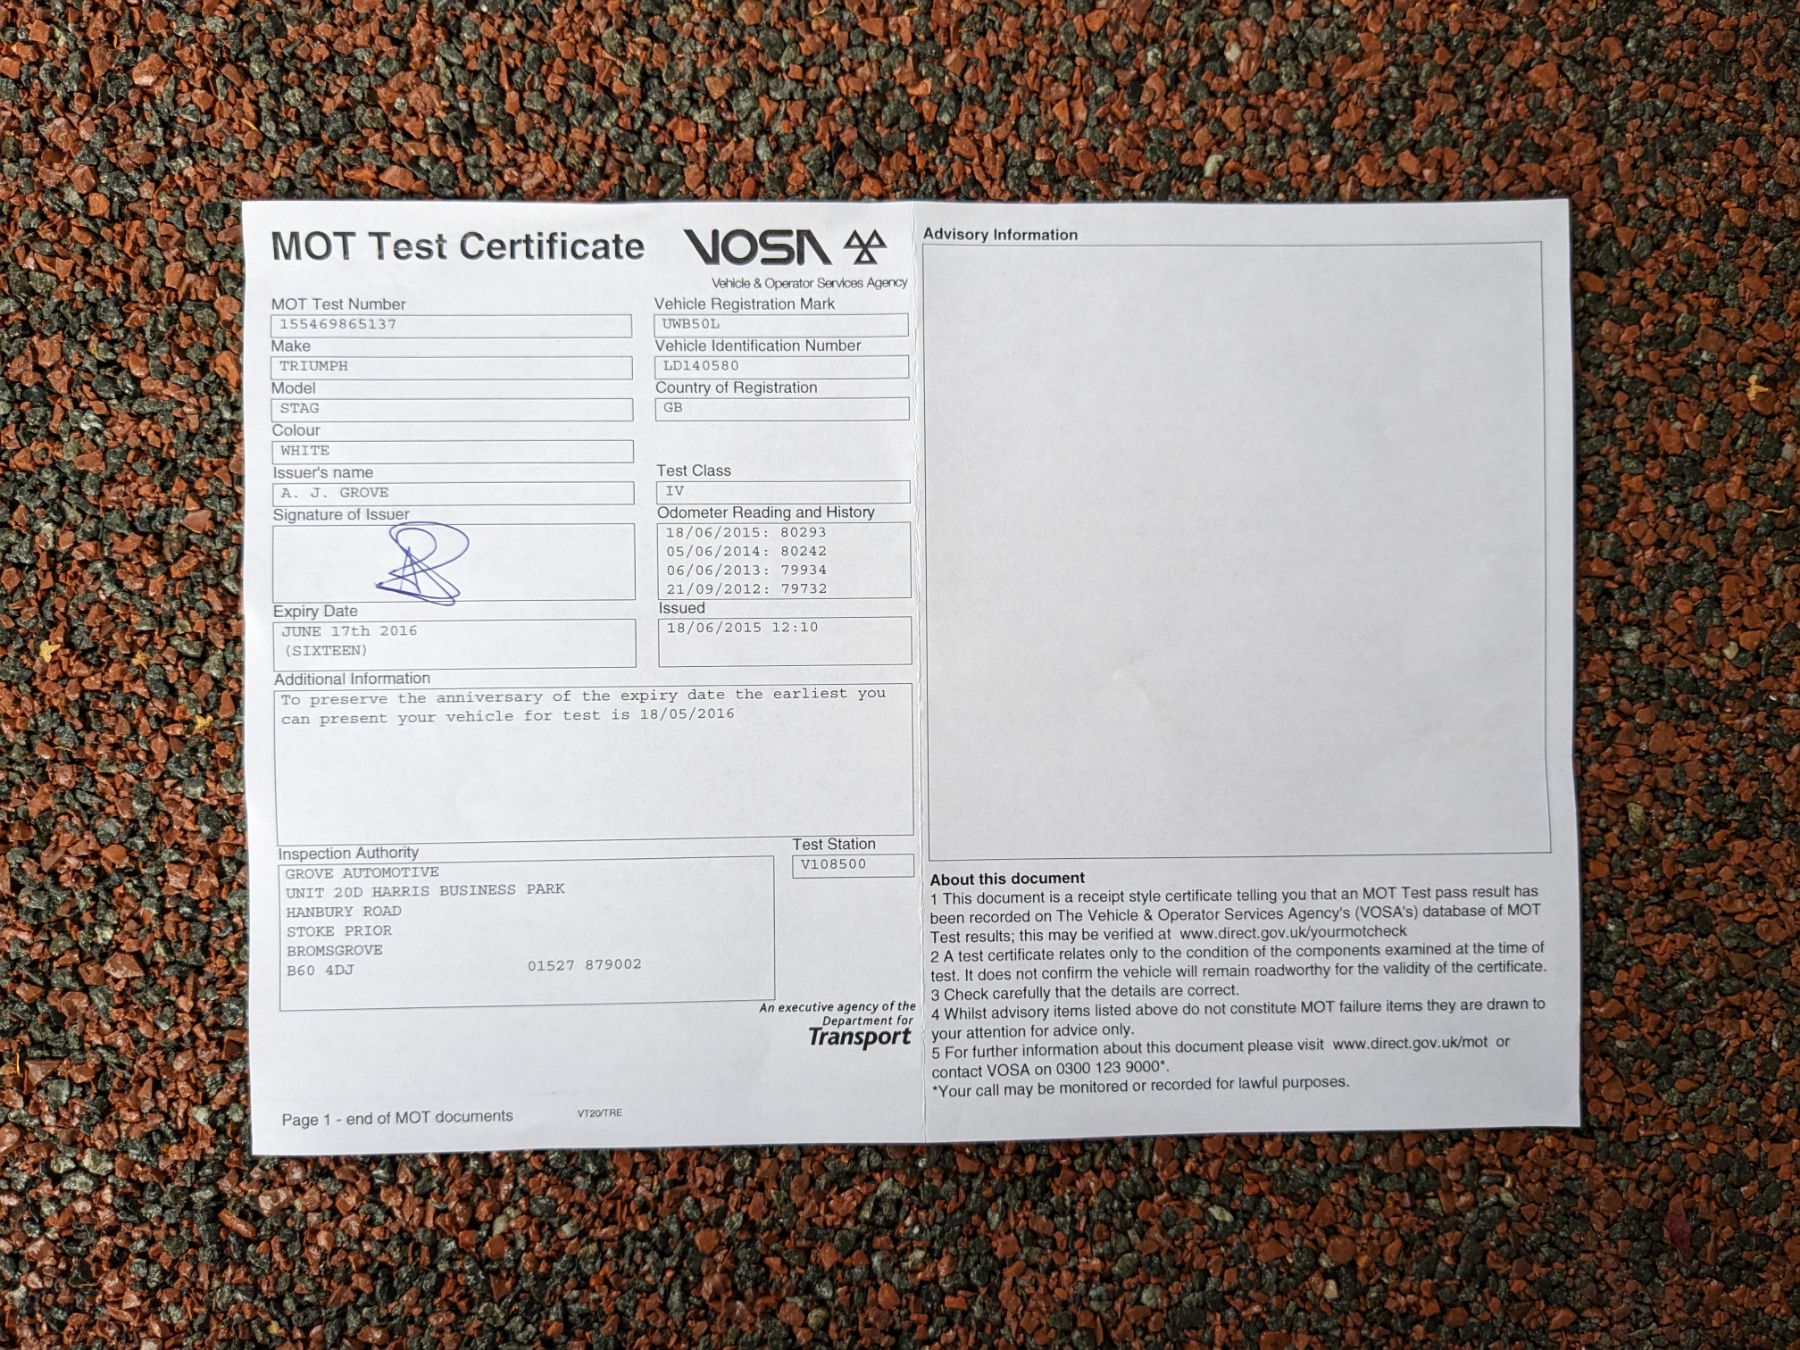 MOT Test Certificate
VOSA
Vehicle & Operator Services Agency
MOT Test Number
155469865137
Vehicle Registration Mark
UWB50L
Make
TRIUMPH
Vehicle Identification Number
LD140580
Model
STAG
Country of Registration
GB
Colour
WHITE
Issuer's name
A. J. GROVE
Test Class
IV
Signature of Issuer
Odometer Reading and History
18/06/2015: 80293
05/06/2014: 80242
06/06/2013: 79934
21/09/2012: 79732
Expiry Date
JUNE 17th 2016
(SIXTEEN)
Issued
18/06/2015 12:10
Additional Information
To preserve the anniversary of the expiry date the earliest you
can present your vehicle for test is 18/05/2016
Inspection Authority
GROVE AUTOMOTIVE
UNIT 20D HARRIS BUSINESS PARK
HANBURY ROAD
STOKE PRIOR
BROMSGROVE
B60 4DJ 01527 879002
Test Station
V108500
An executive agency of the
Department for
Transport
Page 1 - end of MOT documents VT20/TRE
Advisory Information
About this document
1 This document is a receipt style certificate telling you that an MOT Test pass result has
been recorded on The Vehicle & Operator Services Agency's (VOSA's) database of MOT
Test results; this may be verified at www.direct.gov.uk/yourmotcheck
2 A test certificate relates only to the condition of the components examined at the time of
test. It does not confirm the vehicle will remain roadworthy for the validity of the certificate.
3 Check carefully that the details are correct.
4 Whilst advisory items listed above do not constitute MOT failure items they are drawn to
your attention for advice only.
5 For further information about this document please visit www.direct.gov.uk/mot or
contact VOSA on 0300 123 9000*.
*Your call may be monitored or recorded for lawful purposes.